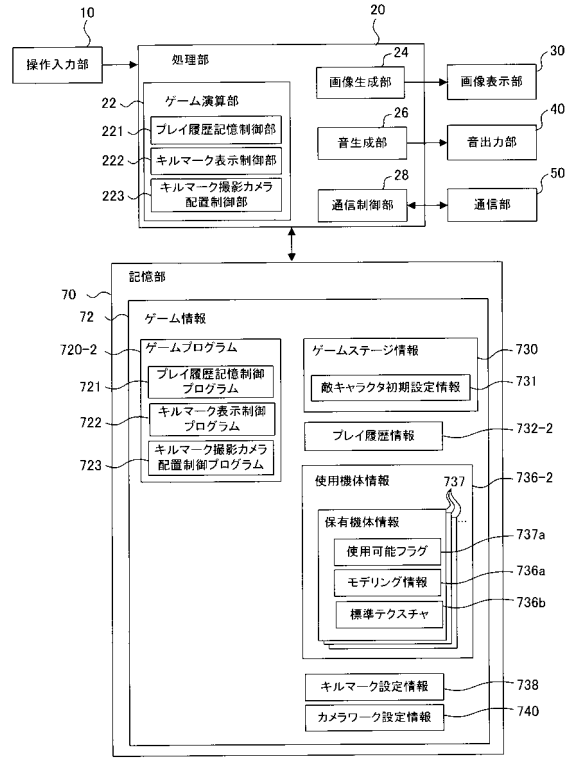 10
操作入力部
20
処理部
22
ゲーム演算部
221
プレイ履歴記憶制御部
222
キルマーク表示制御部
223
キルマーク撮影カメラ
配置制御部
24
画像生成部
26
音生成部
28
通信制御部
30
画像表示部
40
音出力部
50
通信部
70
記憶部
72
ゲーム情報
720-2
ゲームプログラム
721
プレイ履歴記憶制御
プログラム
722
キルマーク表示制御
プログラム
723
キルマーク撮影カメラ
配置制御プログラム
ゲームステージ情報
730
敵キャラクタ初期設定情報
731
プレイ履歴情報
732-2
使用機体情報
737
736-2
保有機体情報
使用可能フラグ
737a
モデリング情報
736a
標準テクスチャ
736b
キルマーク設定情報
738
カメラワーク設定情報
740